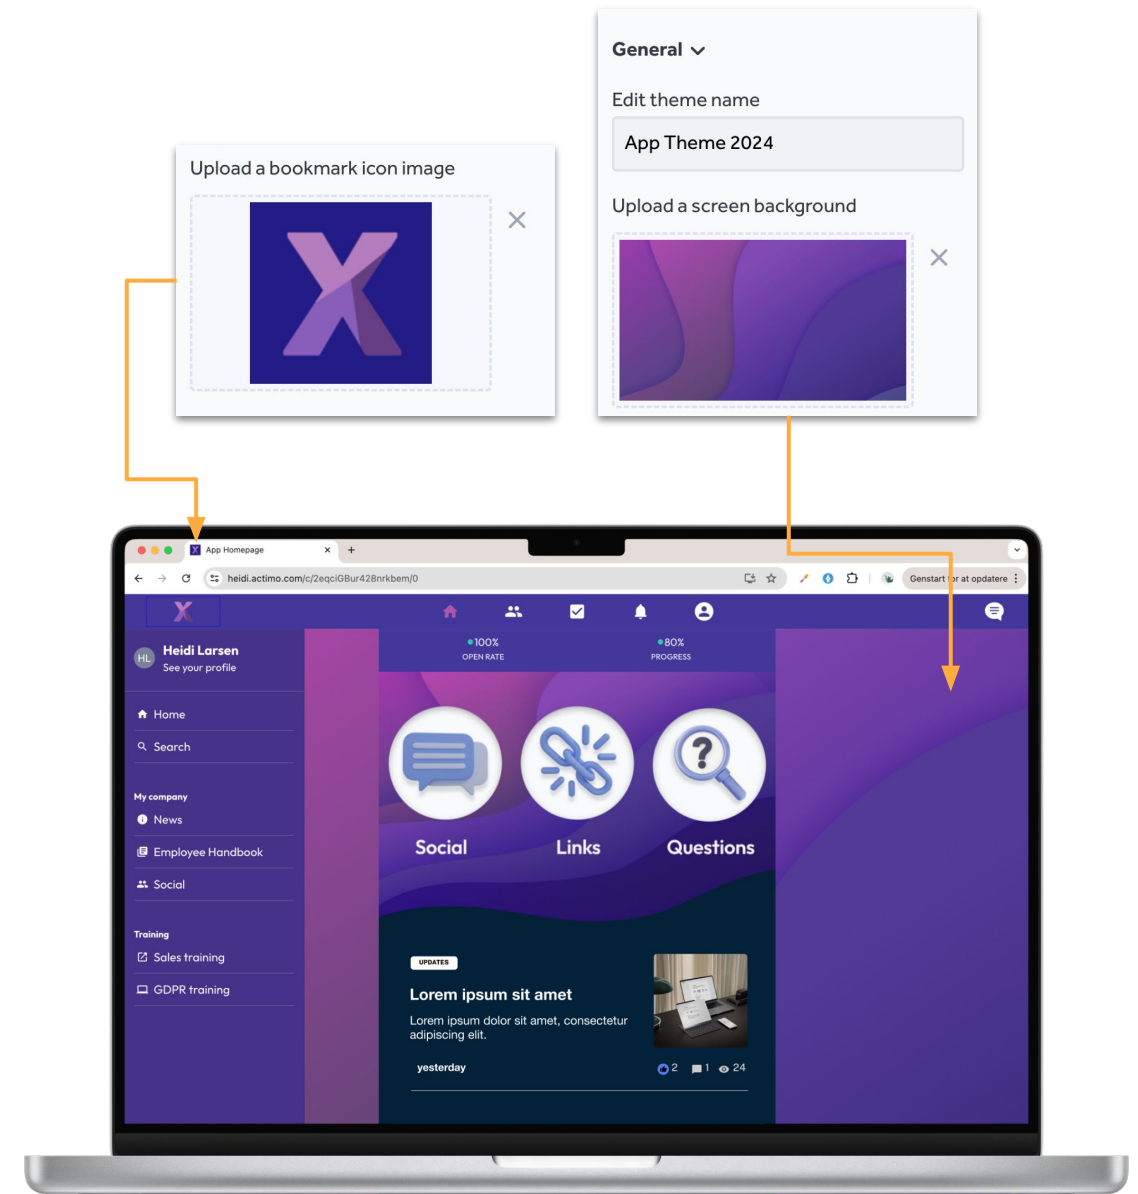 General
Edit theme name
App Theme 2024
Upload a screen background
Upload a bookmark icon image
X
App Homepage
heidi.actimo.com/c/2eqciGBur428nrkbem/0
Genstart for at opdatere
X
HL
Heidi Larsen
See your profile
Home
Search
My company
News
Employee Handbook
Social
Training
Sales training
GDPR training
100%
OPEN RATE
80%
PROGRESS
?
Social
Links
Questions
UPDATES
Lorem ipsum sit amet
Lorem ipsum dolor sit amet, consectetur
adipiscing elit.
yesterday
2
1
24